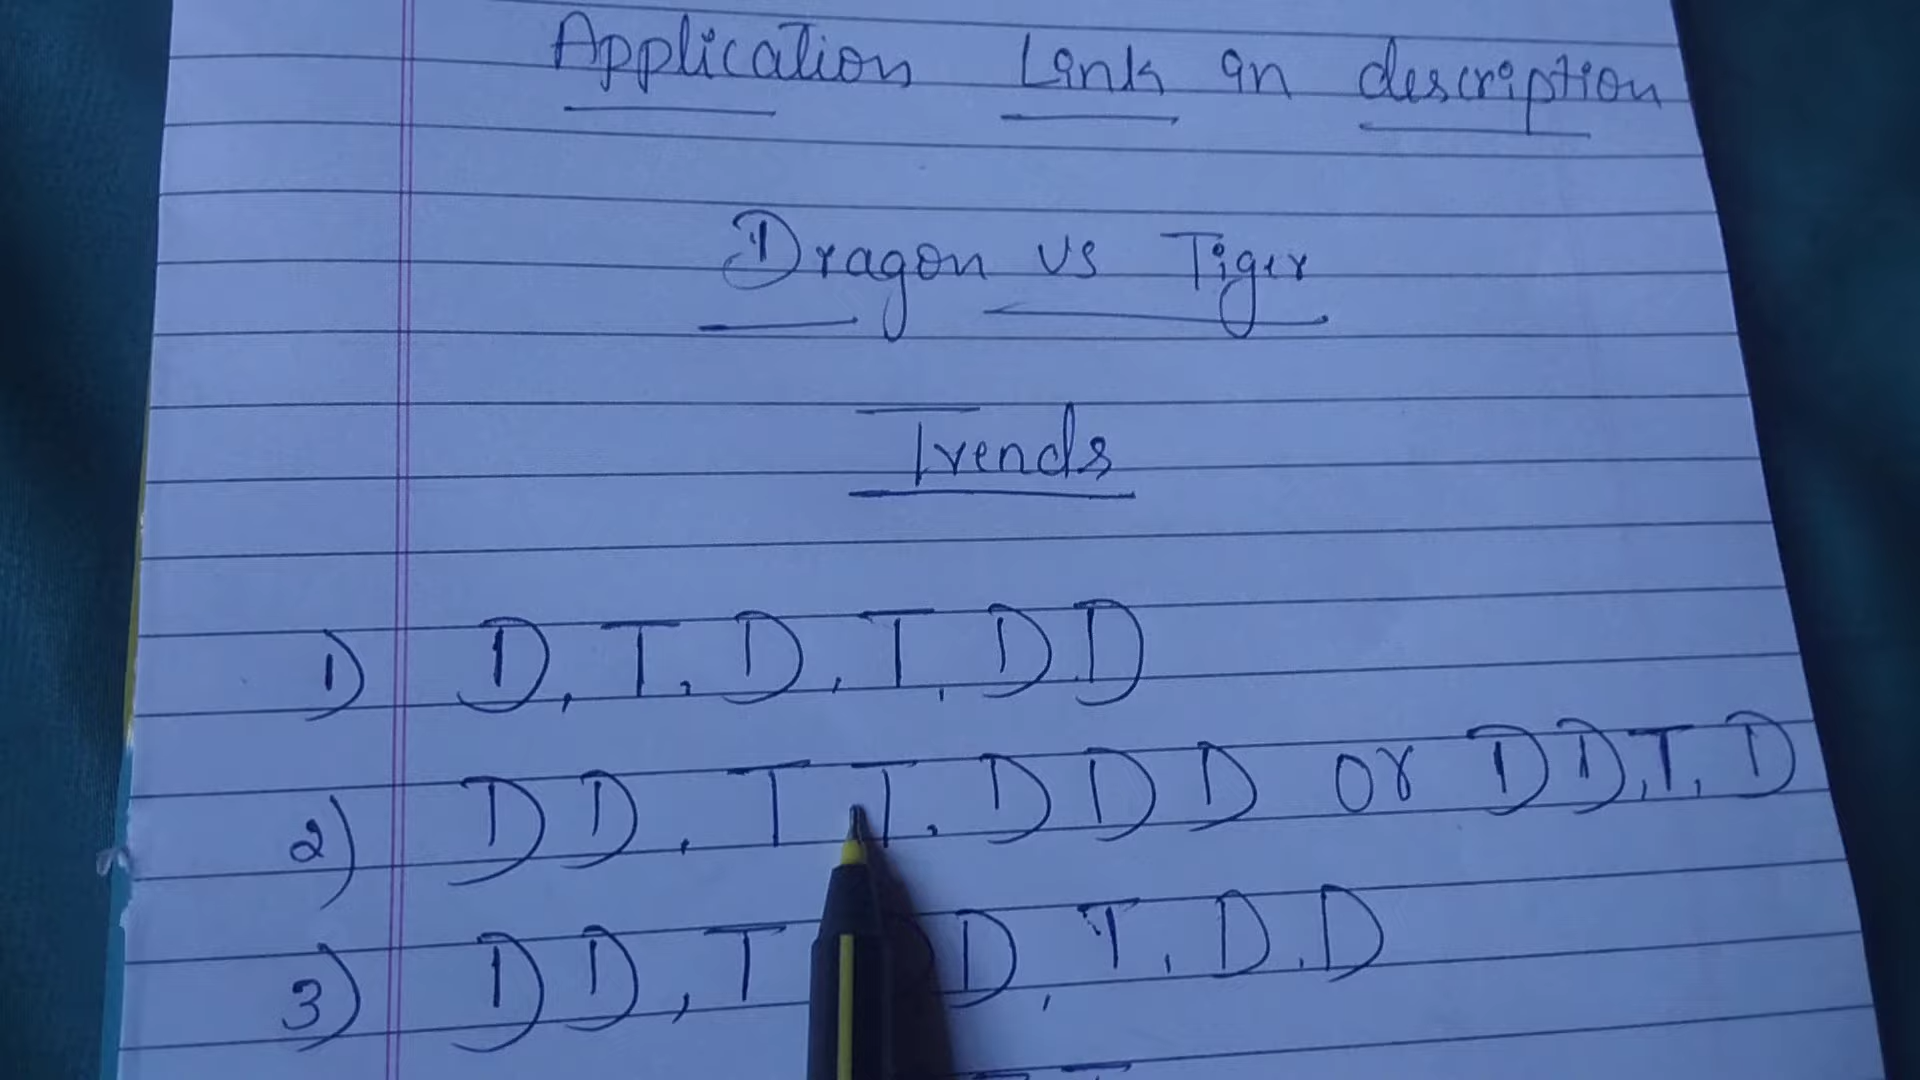 Application Link in description
Dragon vs Tiger
Trends
1) D, T, D, T, D D
2) D D, T T, D D D or D D, T, D
3) D D, T D, T, D, D